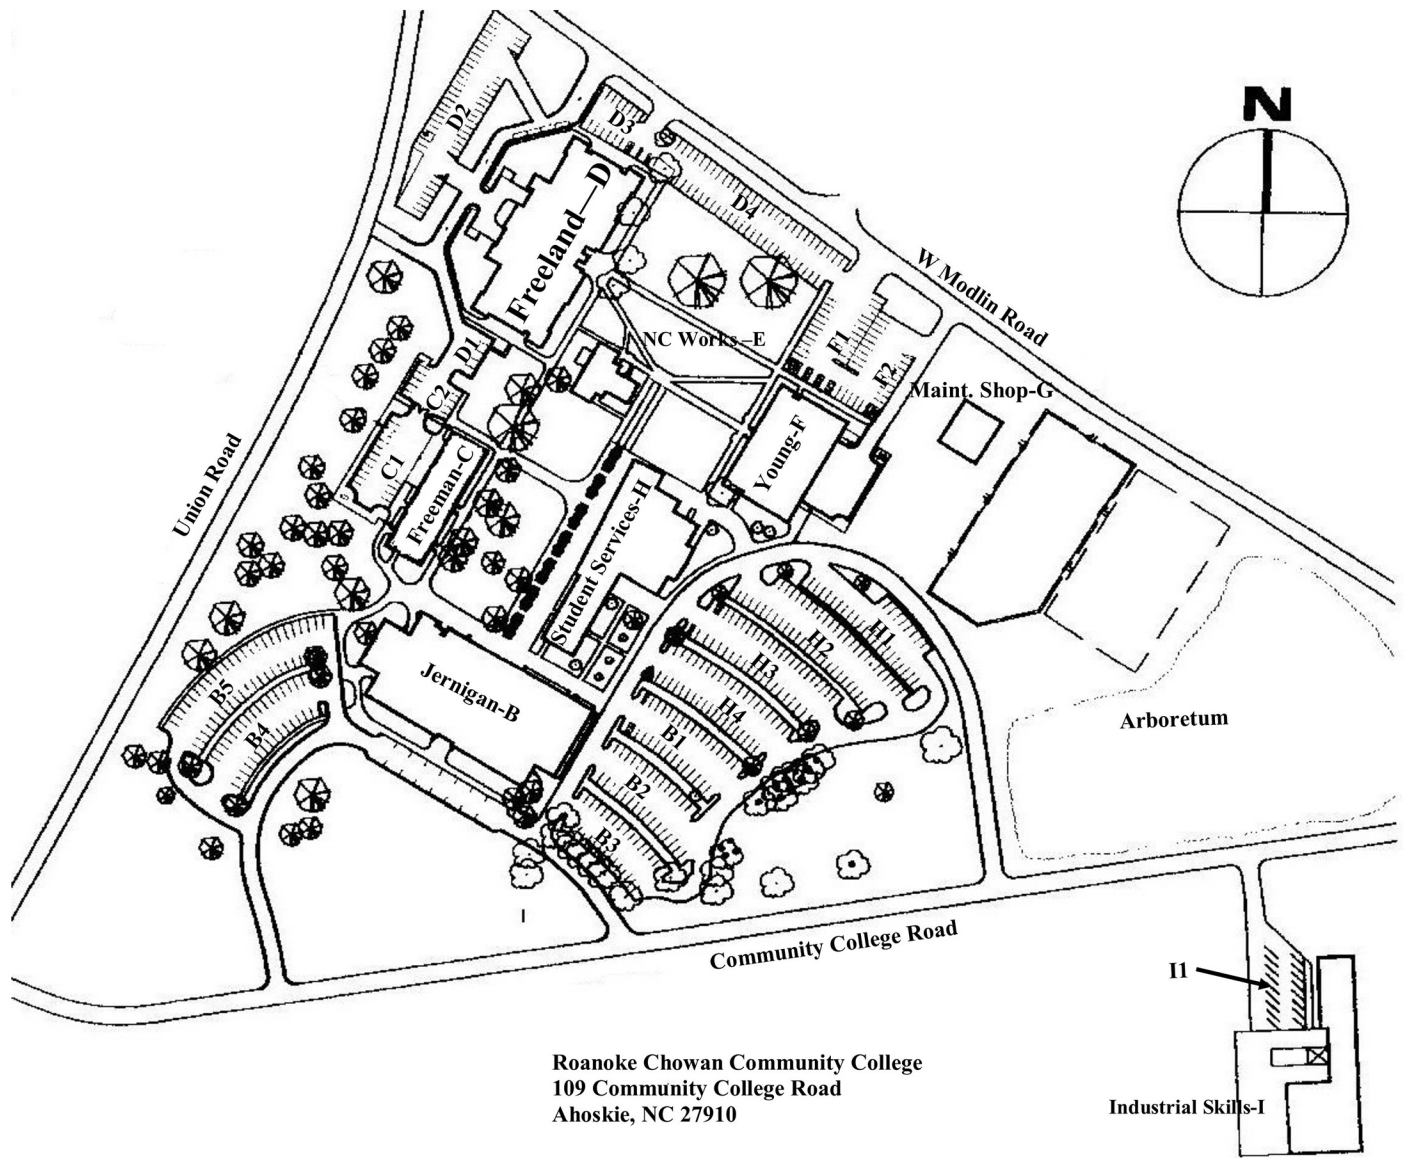 N
D2
D3
D4
Freeland—D
W Modlin Road
NC Works–E
F1
F2
D1
C2
Maint. Shop-G
C1
Freeman-C
Young-F
Union Road
Student Services-H
H1
H2
H3
H4
B5
B4
Jernigan-B
B1
B2
B3
Arboretum
Community College Road
I1
Roanoke Chowan Community College
109 Community College Road
Ahoskie, NC 27910
Industrial Skills-I